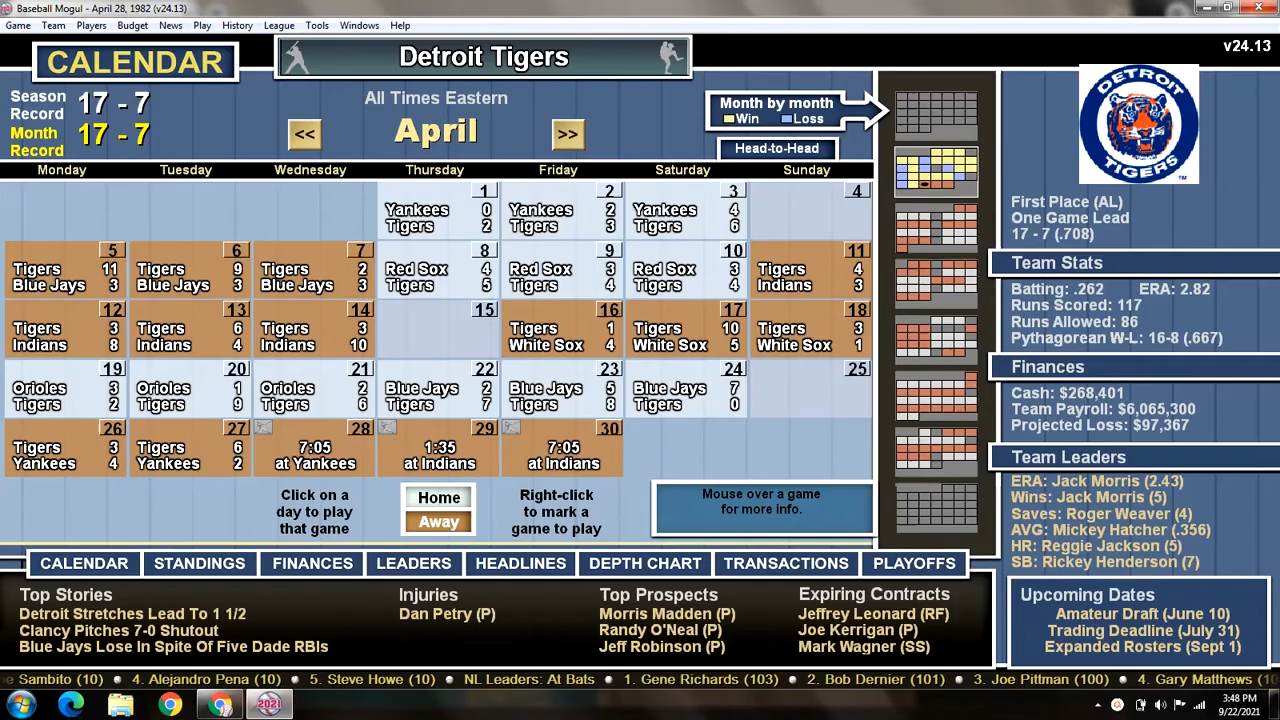 Baseball Mogul - April 28, 1982 (v24.13)
Game Team Players Budget News Play History League Tools Windows Help
CALENDAR
Detroit Tigers
v24.13
Season Record 17 - 7
Month Record 17 - 7
All Times Eastern
<< April >>
Month by month
Win Loss
Head-to-Head
Monday Tuesday Wednesday Thursday Friday Saturday Sunday
1 2 3 4
Yankees 0 Yankees 2 Yankees 4
Tigers 2 Tigers 3 Tigers 6
5 6 7 8 9 10 11
Tigers 11 Tigers 9 Tigers 2 Red Sox 4 Red Sox 3 Red Sox 3 Tigers 4
Blue Jays 3 Blue Jays 3 Blue Jays 3 Tigers 5 Tigers 4 Tigers 4 Indians 3
12 13 14 15 16 17 18
Tigers 3 Tigers 6 Tigers 3 Tigers 1 Tigers 10 Tigers 3
Indians 8 Indians 4 Indians 10 White Sox 4 White Sox 5 White Sox 1
19 20 21 22 23 24 25
Orioles 3 Orioles 1 Orioles 2 Blue Jays 2 Blue Jays 5 Blue Jays 7
Tigers 2 Tigers 9 Tigers 6 Tigers 7 Tigers 8 Tigers 0
26 27 28 29 30
Tigers 3 Tigers 6 7:05 1:35 7:05
Yankees 4 Yankees 2 at Yankees at Indians at Indians
Click on a
day to play
that game
Home
Away
Right-click
to mark a
game to play
Mouse over a game
for more info.
DETROIT
TIGERS
TM
First Place (AL)
One Game Lead
17 - 7 (.708)
Team Stats
Batting: .262 ERA: 2.82
Runs Scored: 117
Runs Allowed: 86
Pythagorean W-L: 16-8 (.667)
Finances
Cash: $268,401
Team Payroll: $6,065,300
Projected Loss: $97,367
Team Leaders
ERA: Jack Morris (2.43)
Wins: Jack Morris (5)
Saves: Roger Weaver (4)
AVG: Mickey Hatcher (.356)
HR: Reggie Jackson (5)
SB: Rickey Henderson (7)
CALENDAR STANDINGS FINANCES LEADERS HEADLINES DEPTH CHART TRANSACTIONS PLAYOFFS
Top Stories
Detroit Stretches Lead To 1 1/2
Clancy Pitches 7-0 Shutout
Blue Jays Lose In Spite Of Five Dade RBIs
Injuries
Dan Petry (P)
Top Prospects
Morris Madden (P)
Randy O'Neal (P)
Jeff Robinson (P)
Expiring Contracts
Jeffrey Leonard (RF)
Joe Kerrigan (P)
Mark Wagner (SS)
Upcoming Dates
Amateur Draft (June 10)
Trading Deadline (July 31)
Expanded Rosters (Sept 1)
oe Sambito (10) 4. Alejandro Pena (10) 5. Steve Howe (10) NL Leaders: At Bats 1. Gene Richards (103) 2. Bob Dernier (101) 3. Joe Pittman (100) 4. Gary Matthews (10
2021
3:48 PM
9/22/2021